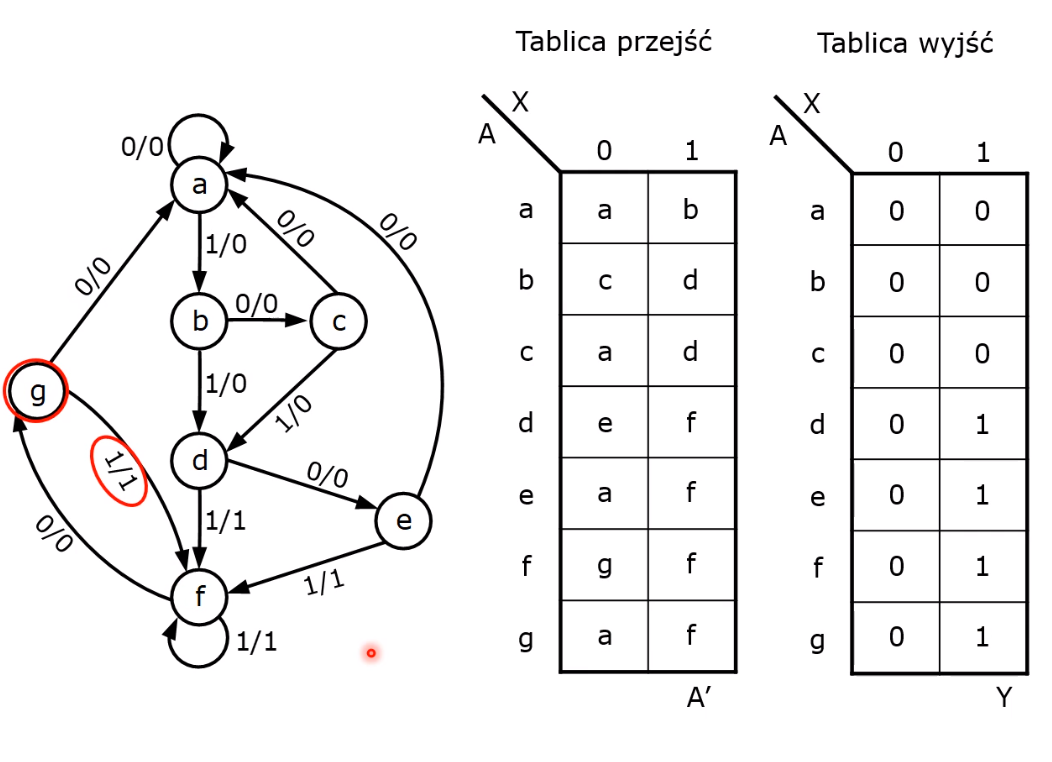 Tablica przejść
Tablica wyjść
X
A
0 1
a a b
b c d
c a d
d e f
e a f
f g f
g a f
A′
X
A
0 1
a 0 0
b 0 0
c 0 0
d 0 1
e 0 1
f 0 1
g 0 1
Y
0/0
a
0/0
1/0
0/0
0/0
b
0/0
c
g
1/0
1/0
1/1
d
0/0
0/0
1/1
e
f
1/1
1/1